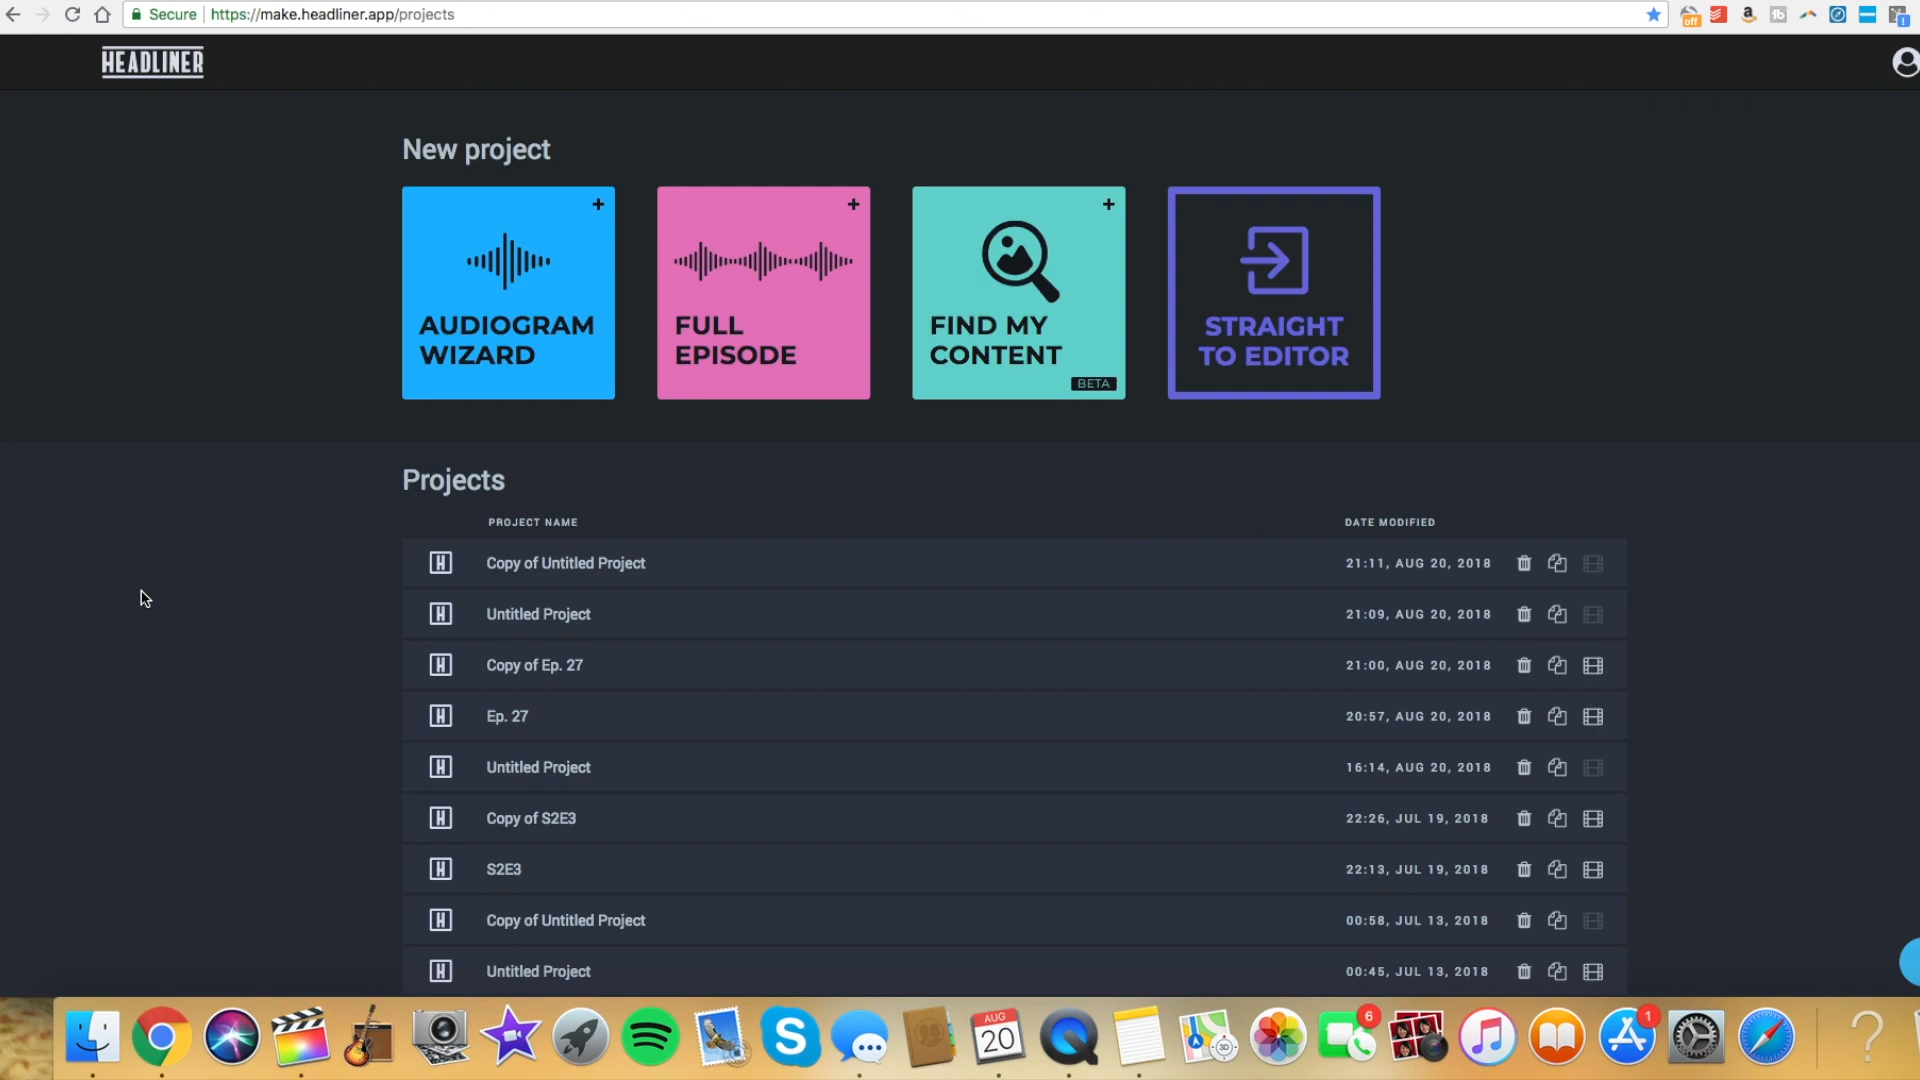 Secure https://make.headliner.app/projects
off
a
tb
HEADLINER
New project
AUDIOGRAM
WIZARD
FULL
EPISODE
FIND MY
CONTENT
BETA
STRAIGHT
TO EDITOR
Projects
PROJECT NAME DATE MODIFIED
H Copy of Untitled Project 21:11, AUG 20, 2018
H Untitled Project 21:09, AUG 20, 2018
H Copy of Ep. 27 21:00, AUG 20, 2018
H Ep. 27 20:57, AUG 20, 2018
H Untitled Project 16:14, AUG 20, 2018
H Copy of S2E3 22:26, JUL 19, 2018
H S2E3 22:13, JUL 19, 2018
H Copy of Untitled Project 00:58, JUL 13, 2018
H Untitled Project 00:45, JUL 13, 2018
S
AUG
20
3D
6
1
?